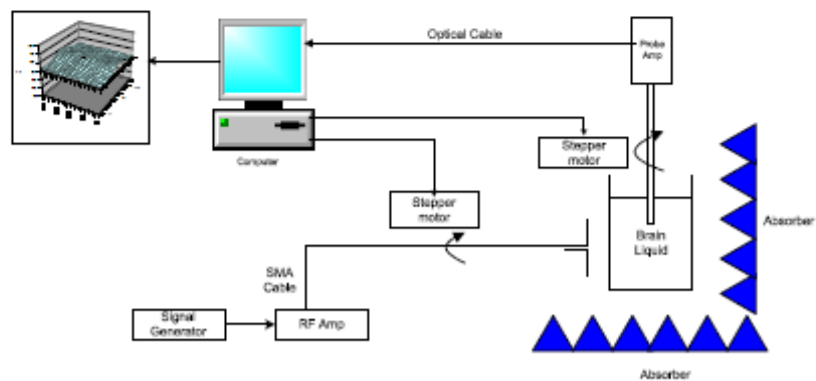 Optical Cable
Probe
Amp
Computer
Stepper
motor
Stepper
motor
Brain
Liquid
Absorber
SMA
Cable
Signal
Generator
RF Amp
Absorber